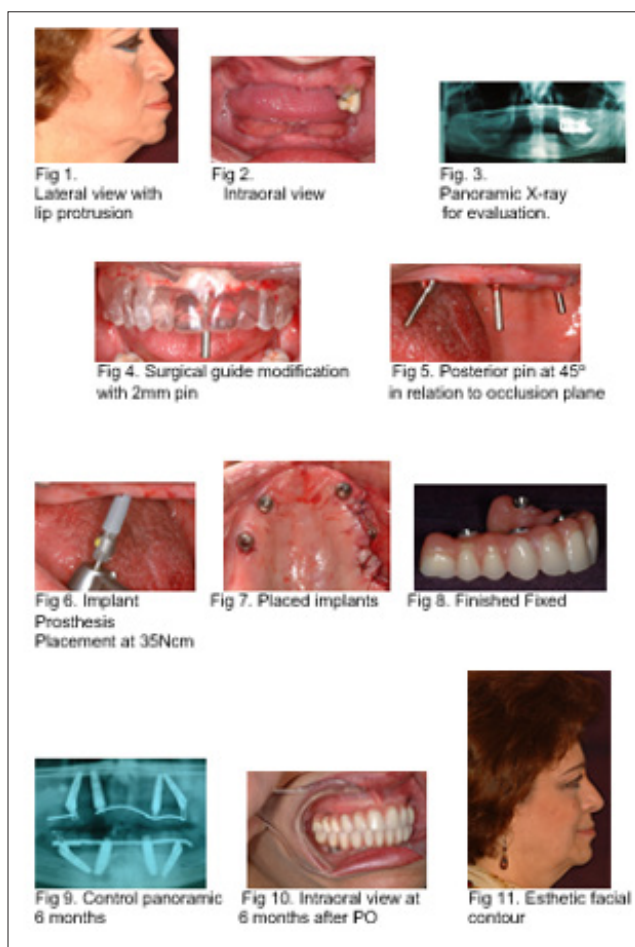 Fig 1.
Lateral view with
lip protrusion
Fig 2.
Intraoral view
Fig. 3.
Panoramic X-ray
for evaluation.
Fig 4. Surgical guide modification
with 2mm pin
Fig 5. Posterior pin at 45º
in relation to occlusion plane
Fig 6. Implant
Prosthesis
Placement at 35Ncm
Fig 7. Placed implants
Fig 8. Finished Fixed
Fig 9. Control panoramic
6 months
Fig 10. Intraoral view at
6 months after PO
Fig 11. Esthetic facial
contour